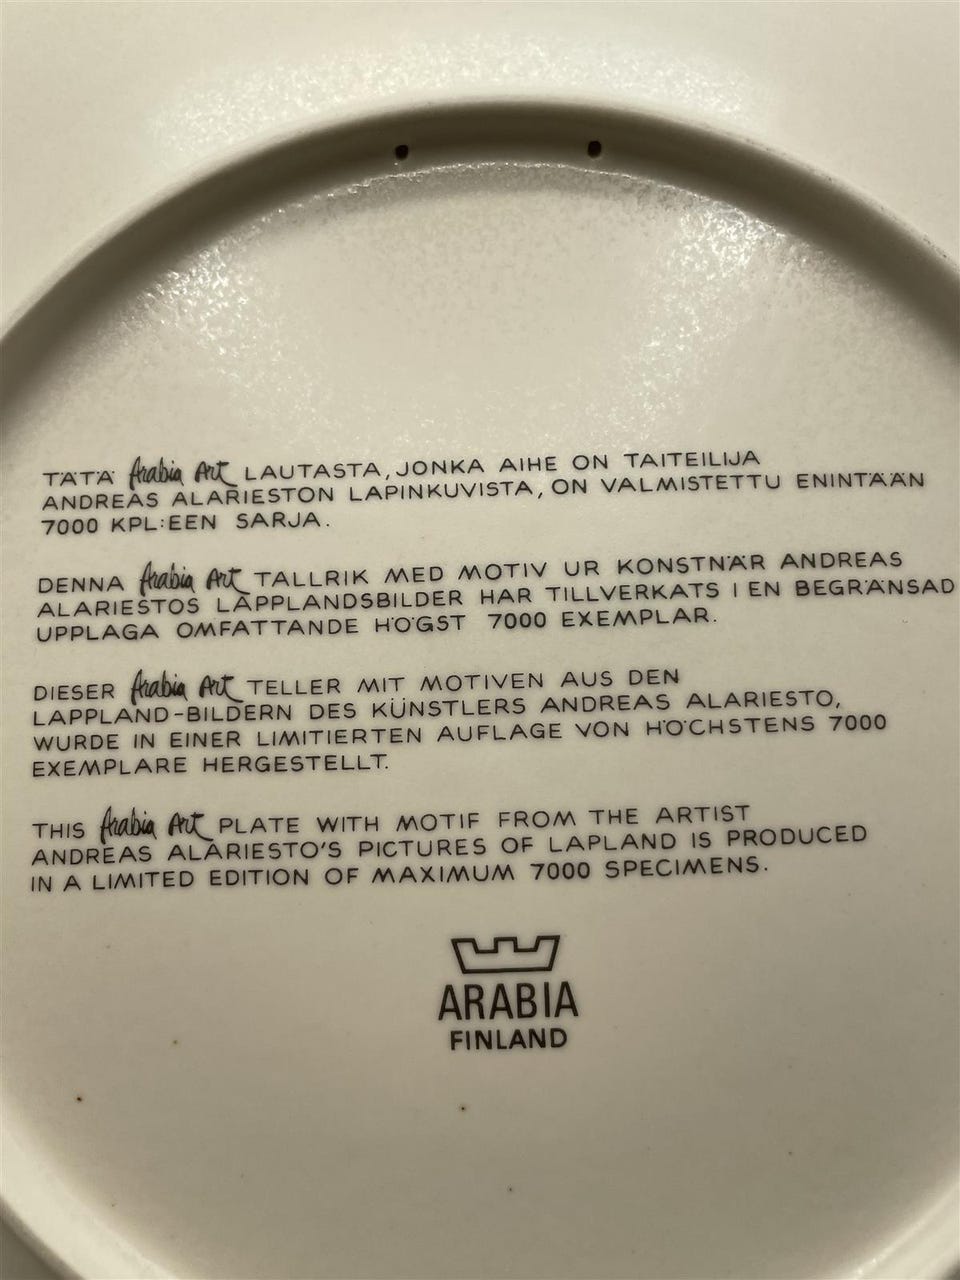 TÄTÄ Arabia Art LAUTASTA, JONKA AIHE ON TAITEILIJA
ANDREAS ALARIESTON LAPINKUVISTA, ON VALMISTETTU ENINTÄÄN
7000 KPL:EEN SARJA.
DENNA Arabia Art TALLRIK MED MOTIV UR KONSTNÄR ANDREAS
ALARIESTOS LAPPLANDSBILDER HAR TILLVERKATS I EN BEGRÄNSAD
UPPLAGA OMFATTANDE HÖGST 7000 EXEMPLAR.
DIESER Arabia Art TELLER MIT MOTIVEN AUS DEN
LAPPLAND-BILDERN DES KÜNSTLERS ANDREAS ALARIESTO,
WURDE IN EINER LIMITIERTEN AUFLAGE VON HÖCHSTENS 7000
EXEMPLARE HERGESTELLT.
THIS Arabia Art PLATE WITH MOTIF FROM THE ARTIST
ANDREAS ALARIESTO'S PICTURES OF LAPLAND IS PRODUCED
IN A LIMITED EDITION OF MAXIMUM 7000 SPECIMENS.
ARABIA
FINLAND